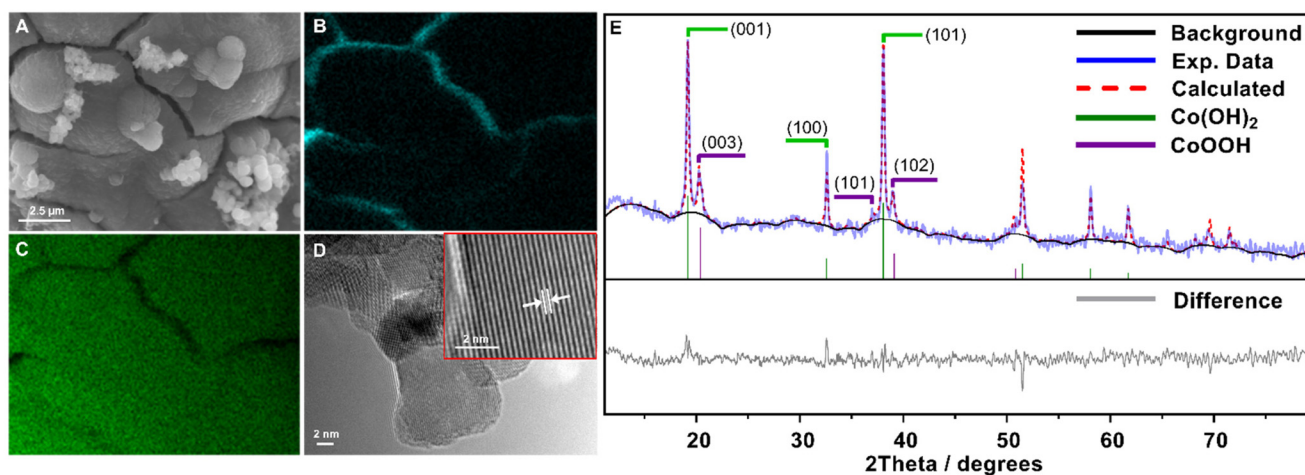 A
2.5 µm
B
C
D
2 nm
2 nm
E
(001)
(003)
(100)
(101)
(101)
(102)
Background
Exp. Data
Calculated
Co(OH)2
CoOOH
Difference
20 30 40 50 60 70
2Theta / degrees